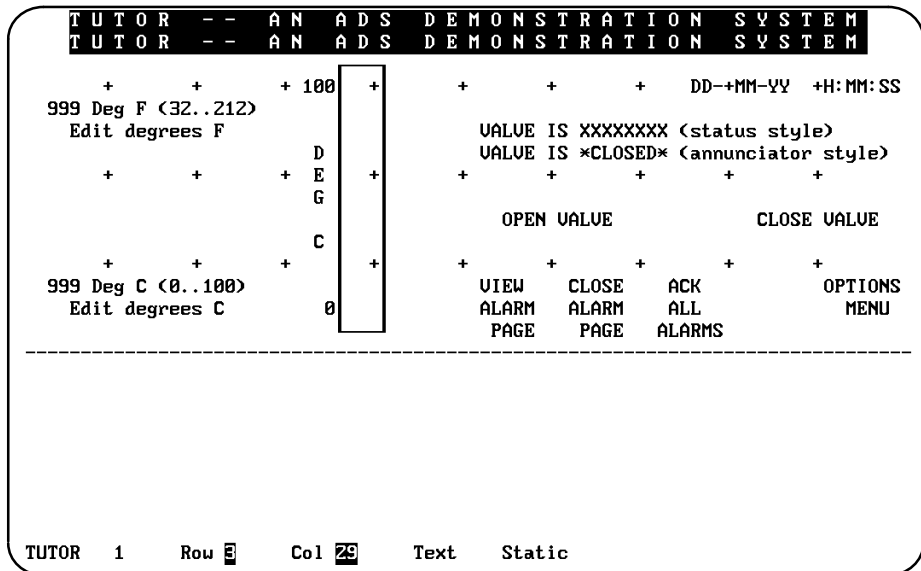 T U T O R -- A N A D S D E M O N S T R A T I O N S Y S T E M
T U T O R -- A N A D S D E M O N S T R A T I O N S Y S T E M
+ + + 100 + + + + DD-+MM-YY +H:MM:SS
999 Deg F (32..212)
Edit degrees F VALUE IS XXXXXXXX (status style)
D VALUE IS *CLOSED* (annunciator style)
+ + + E + + + + + +
G
OPEN VALUE CLOSE VALUE
C
+ + + + + + + + +
999 Deg C (0..100) VIEW CLOSE ACK OPTIONS
Edit degrees C 0 ALARM ALARM ALL MENU
PAGE PAGE ALARMS
TUTOR 1 Row 3 Col 29 Text Static